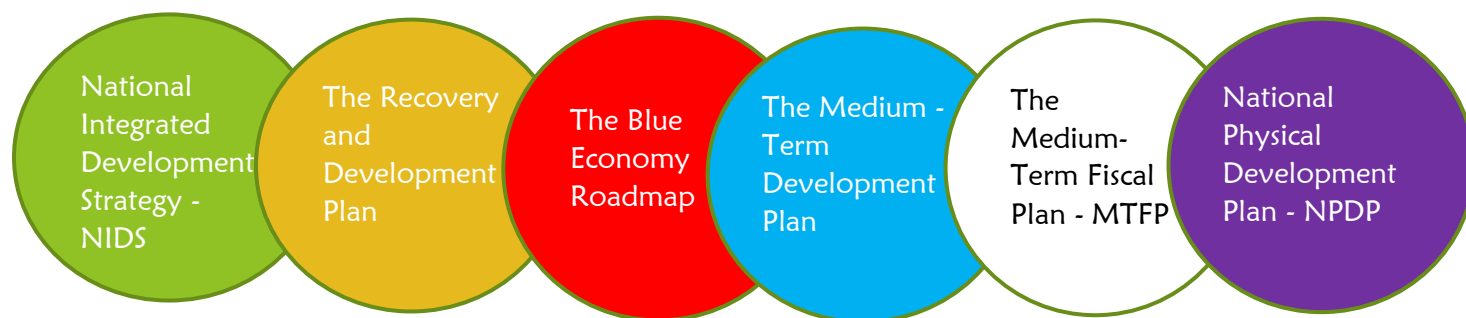 National
Integrated
Development
Strategy -
NIDS
The Recovery
and
Development
Plan
The Blue
Economy
Roadmap
The Medium -
Term
Development
Plan
The
Medium-
Term Fiscal
Plan - MTFP
National
Physical
Development
Plan - NPDP